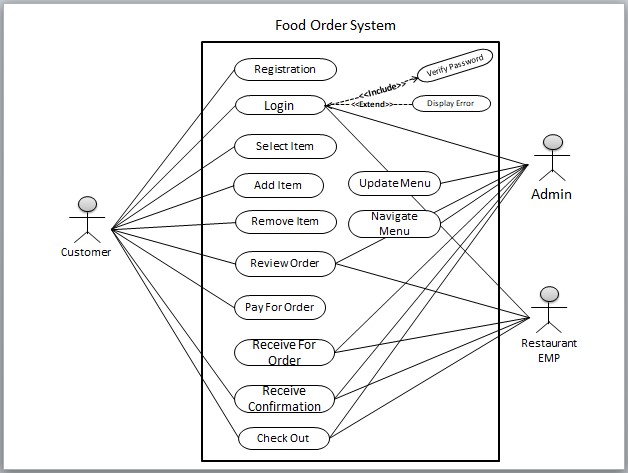 Food Order System
Registration
Verify Password
<<Include>>
Login
<<Extend>>
Display Error
Select Item
Add Item
Update Menu
Admin
Remove Item
Navigate
Menu
Customer
Review Order
Pay For Order
Receive For
Order
Restaurant
EMP
Receive
Confirmation
Check Out